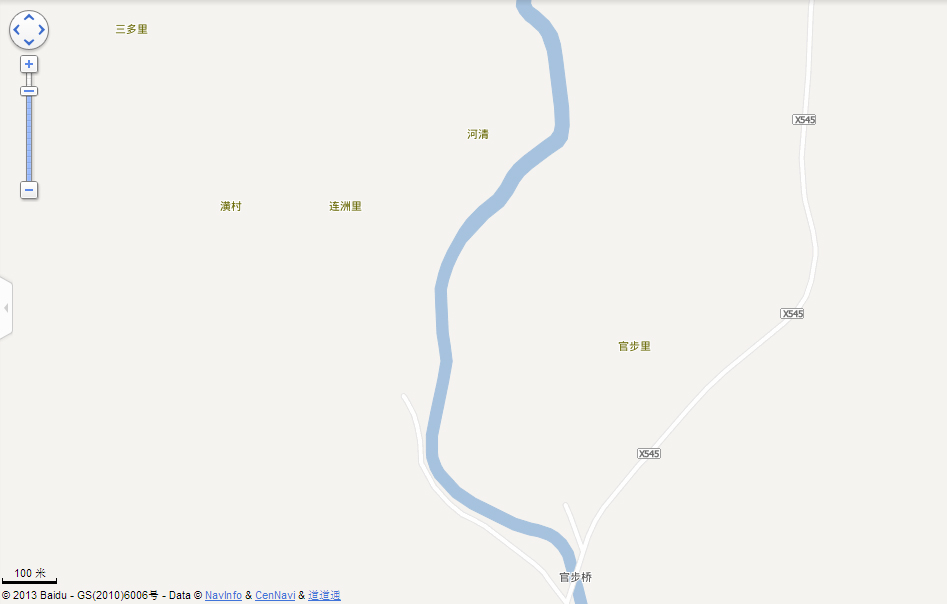 三多里
X545
河清
潢村
连洲里
X545
官步里
X545
100 米
官步桥
© 2013 Baidu - GS(2010)6006号 - Data © NavInfo & CenNavi & 道道通